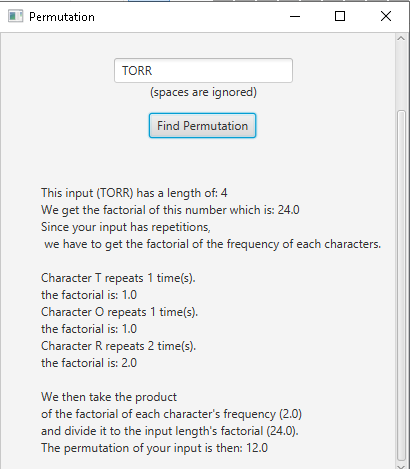 Permutation
TORR
(spaces are ignored)
Find Permutation
This input (TORR) has a length of: 4
We get the factorial of this number which is: 24.0
Since your input has repetitions,
we have to get the factorial of the frequency of each characters.
Character T repeats 1 time(s).
the factorial is: 1.0
Character O repeats 1 time(s).
the factorial is: 1.0
Character R repeats 2 time(s).
the factorial is: 2.0
We then take the product
of the factorial of each character's frequency (2.0)
and divide it to the input length's factorial (24.0).
The permutation of your input is then: 12.0